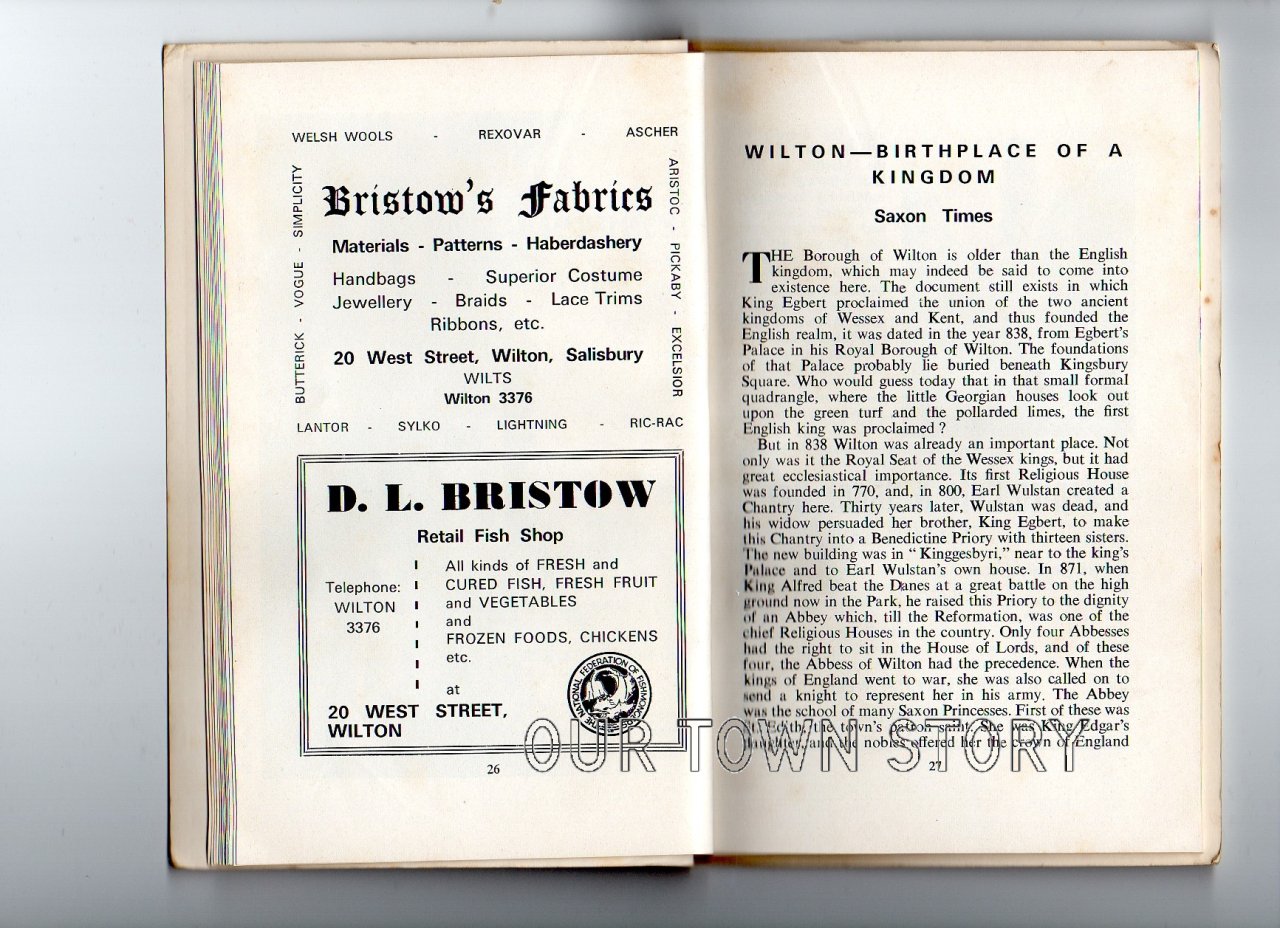 WELSH WOOLS - REXOVAR - ASCHER
BUTTERICK - VOGUE - SIMPLICITY
ARISTOC - PICKABY - EXCELSIOR
Bristow's Fabrics
Materials - Patterns - Haberdashery
Handbags - Superior Costume
Jewellery - Braids - Lace Trims
Ribbons, etc.
20 West Street, Wilton, Salisbury
WILTS
Wilton 3376
LANTOR - SYLKO - LIGHTNING - RIC-RAC
D. L. BRISTOW
Retail Fish Shop
Telephone:
WILTON
3376
All kinds of FRESH and
CURED FISH, FRESH FRUIT
and VEGETABLES
and
FROZEN FOODS, CHICKENS
etc.
at
THE NATIONAL FEDERATION OF
20 WEST STREET,
WILTON
26
WILTON—BIRTHPLACE OF A
KINGDOM
Saxon Times
THE Borough of Wilton is older than the English
kingdom, which may indeed be said to come into
existence here. The document still exists in which
King Egbert proclaimed the union of the two ancient
kingdoms of Wessex and Kent, and thus founded the
English realm, it was dated in the year 838, from Egbert's
Palace in his Royal Borough of Wilton. The foundations
of that Palace probably lie buried beneath Kingsbury
Square. Who would guess today that in that small formal
quadrangle, where the little Georgian houses look out
upon the green turf and the pollarded limes, the first
English king was proclaimed ?
But in 838 Wilton was already an important place. Not
only was it the Royal Seat of the Wessex kings, but it had
great ecclesiastical importance. Its first Religious House
was founded in 770, and, in 800, Earl Wulstan created a
Chantry here. Thirty years later, Wulstan was dead, and
his widow persuaded her brother, King Egbert, to make
this Chantry into a Benedictine Priory with thirteen sisters.
The new building was in " Kinggesbyri," near to the king's
Palace and to Earl Wulstan's own house. In 871, when
King Alfred beat the Danes at a great battle on the high
ground now in the Park, he raised this Priory to the dignity
of an Abbey which, till the Reformation, was one of the
chief Religious Houses in the country. Only four Abbesses
had the right to sit in the House of Lords, and of these
four, the Abbess of Wilton had the precedence. When the
kings of England went to war, she was also called on to
send a knight to represent her in his army. The Abbey
was the school of many Saxon Princesses. First of these was
St. Edith, the town's patron saint. She was King Edgar's
daughter, and the nobles offered her the crown of England
27
OUR TOWN STORY